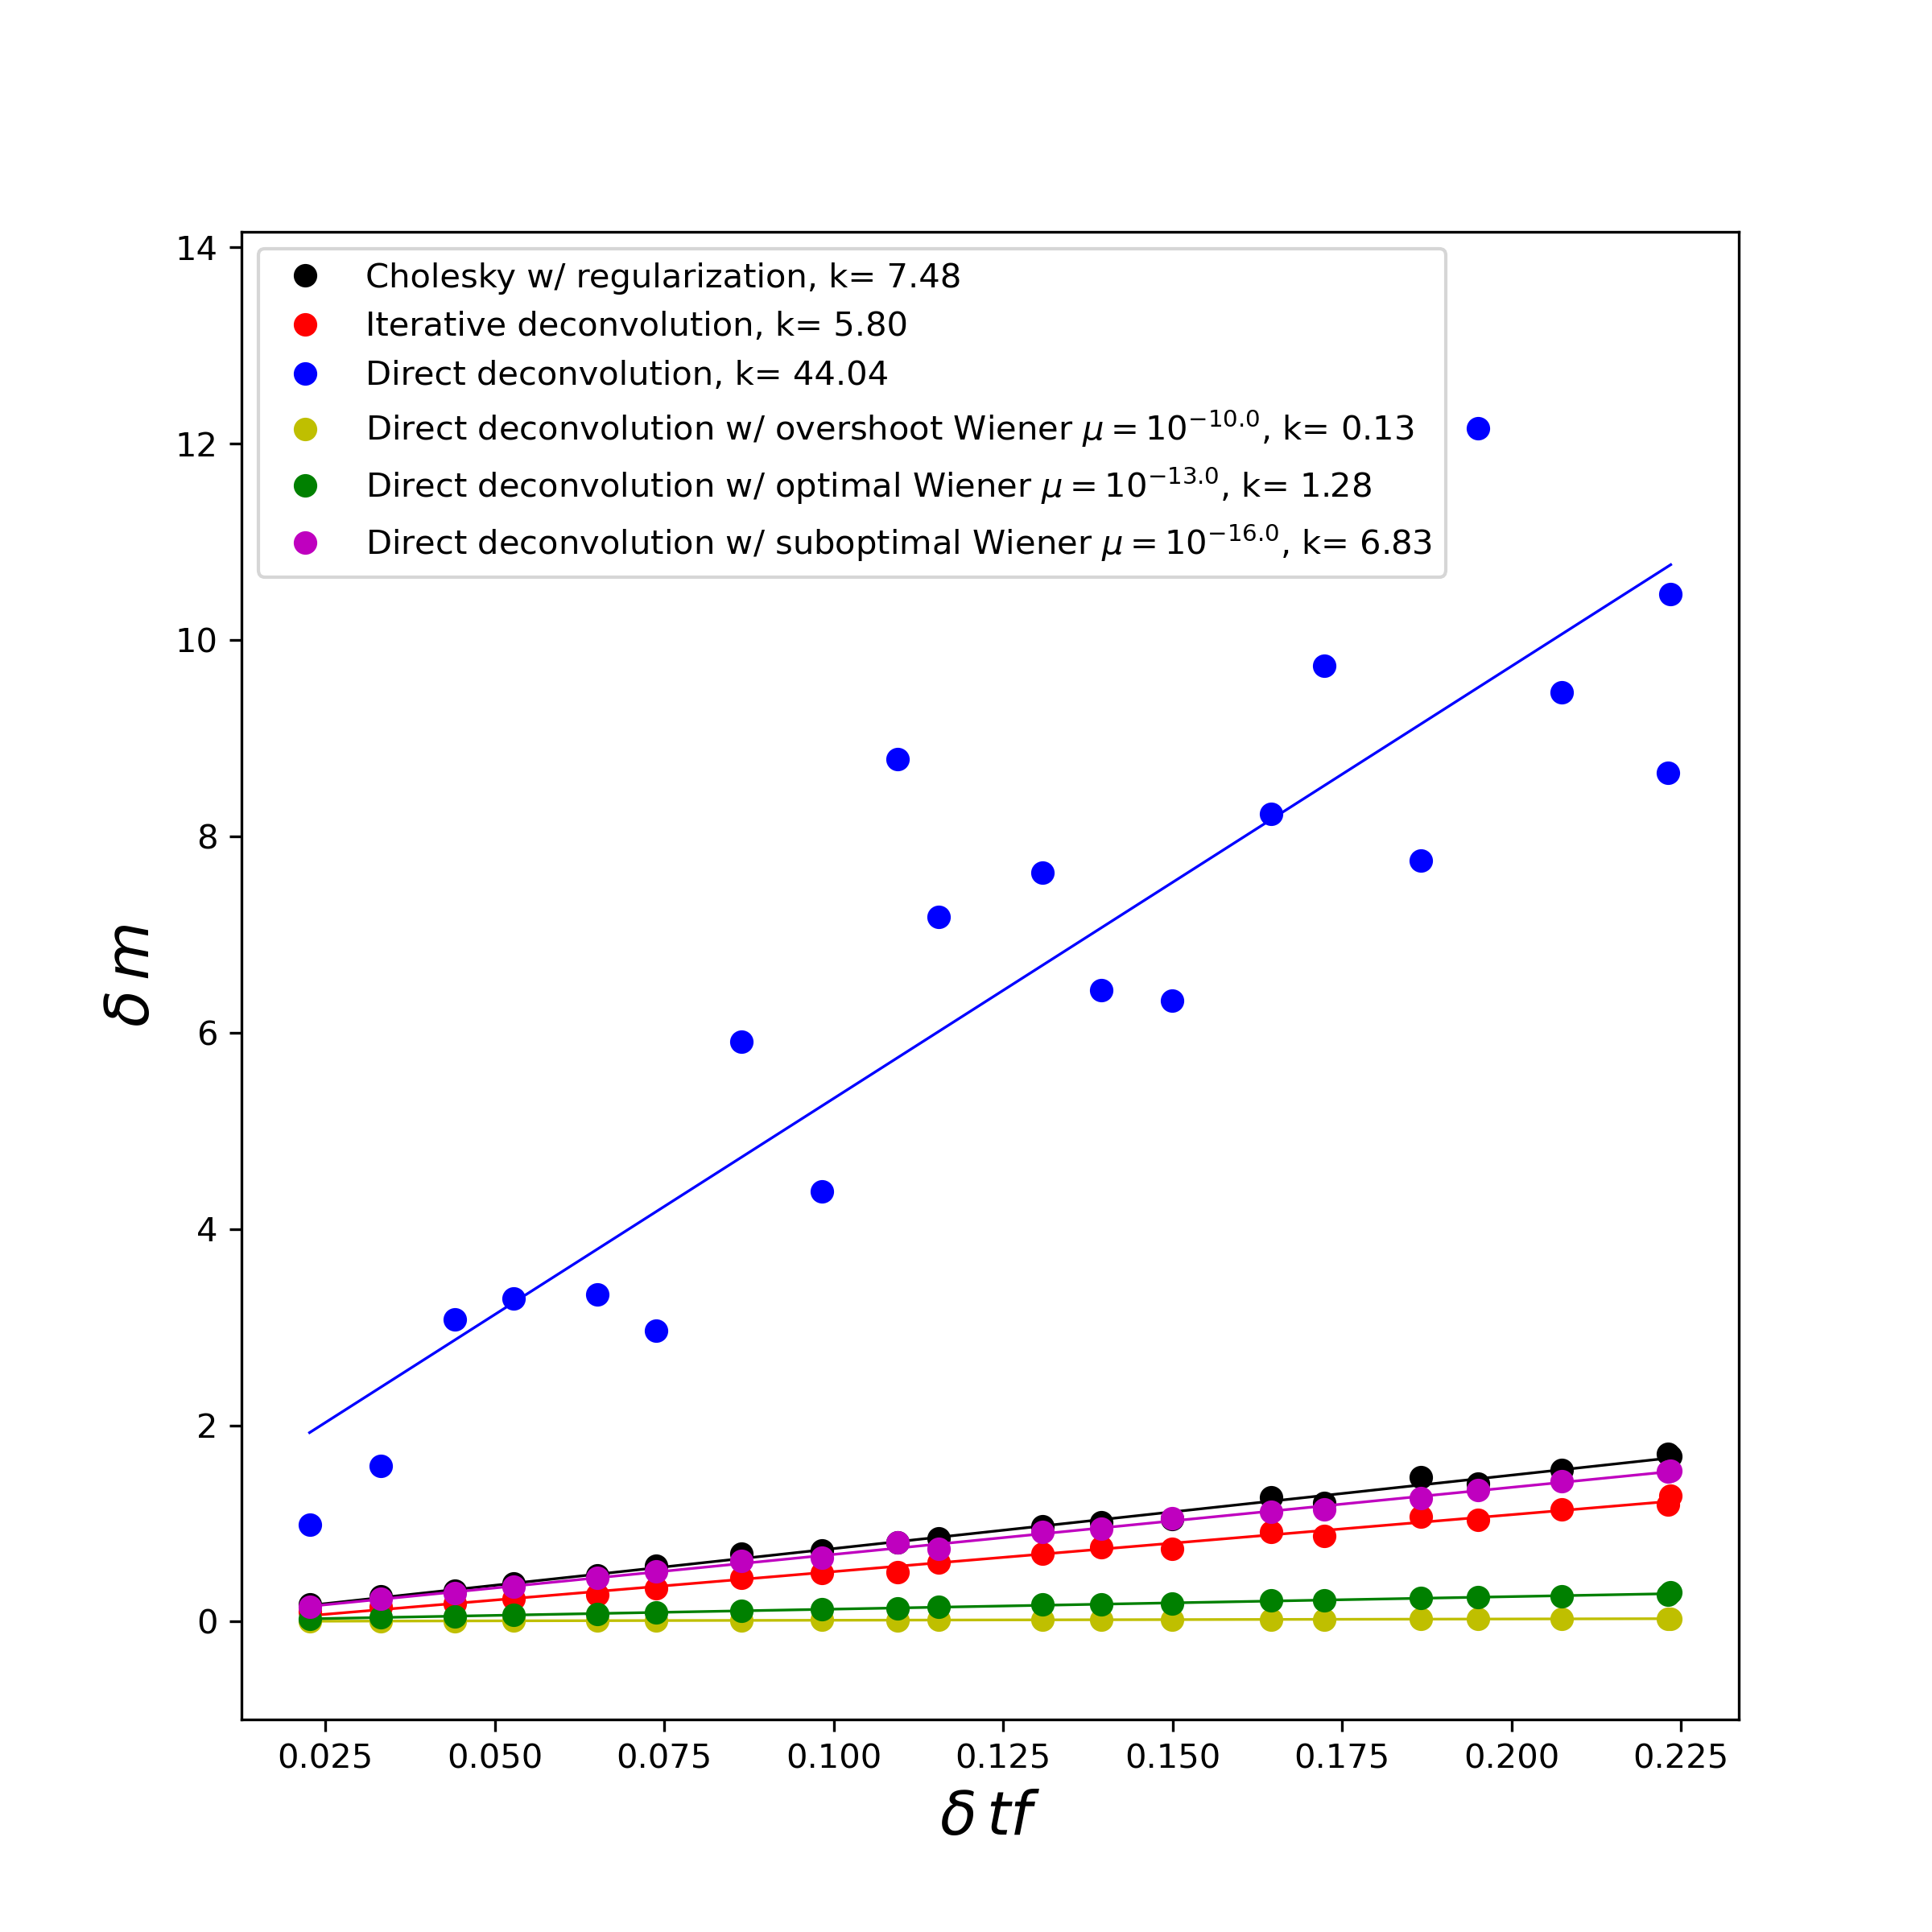 14
12
10
8
6
4
2
0
δ m
Cholesky w/ regularization, k= 7.48
Iterative deconvolution, k= 5.80
Direct deconvolution, k= 44.04
Direct deconvolution w/ overshoot Wiener μ = 10^{-10.0}, k= 0.13
Direct deconvolution w/ optimal Wiener μ = 10^{-13.0}, k= 1.28
Direct deconvolution w/ suboptimal Wiener μ = 10^{-16.0}, k= 6.83
0.025 0.050 0.075 0.100 0.125 0.150 0.175 0.200 0.225
δ tf